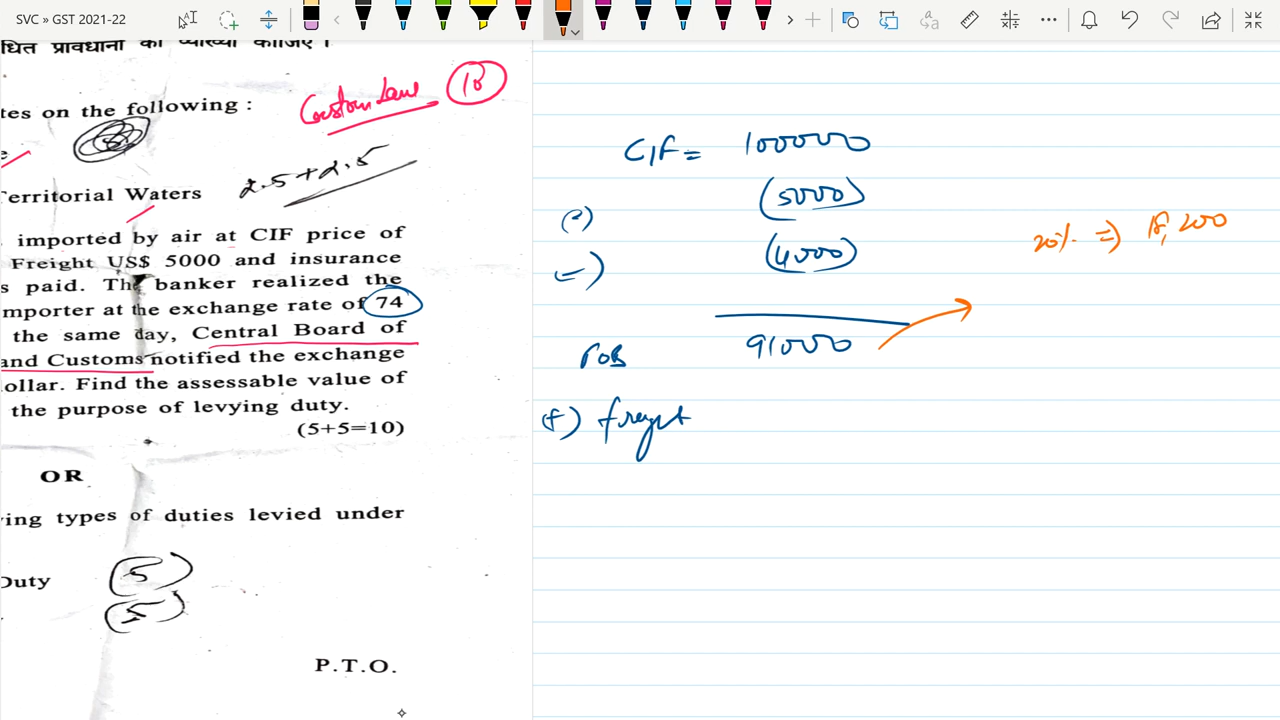 SVC » GST 2021-22
धित प्रावधानों की व्याख्या कीजिए ।
tes on the following :
Custom Law 10
e
Territorial Waters
2.5+2.5
imported by air at CIF price of
Freight US$ 5000 and insurance
s paid. The banker realized the
mporter at the exchange rate of 74
the same day, Central Board of
and Customs notified the exchange
ollar. Find the assessable value of
the purpose of levying duty.
(5+5=10)
OR
ving types of duties levied under
Duty
(5)
(5)
P.T.O.
CIF = 100000
(5000)
(-)
(4000)
(-)
FOB 91000
(+) freight
20% => 18,200